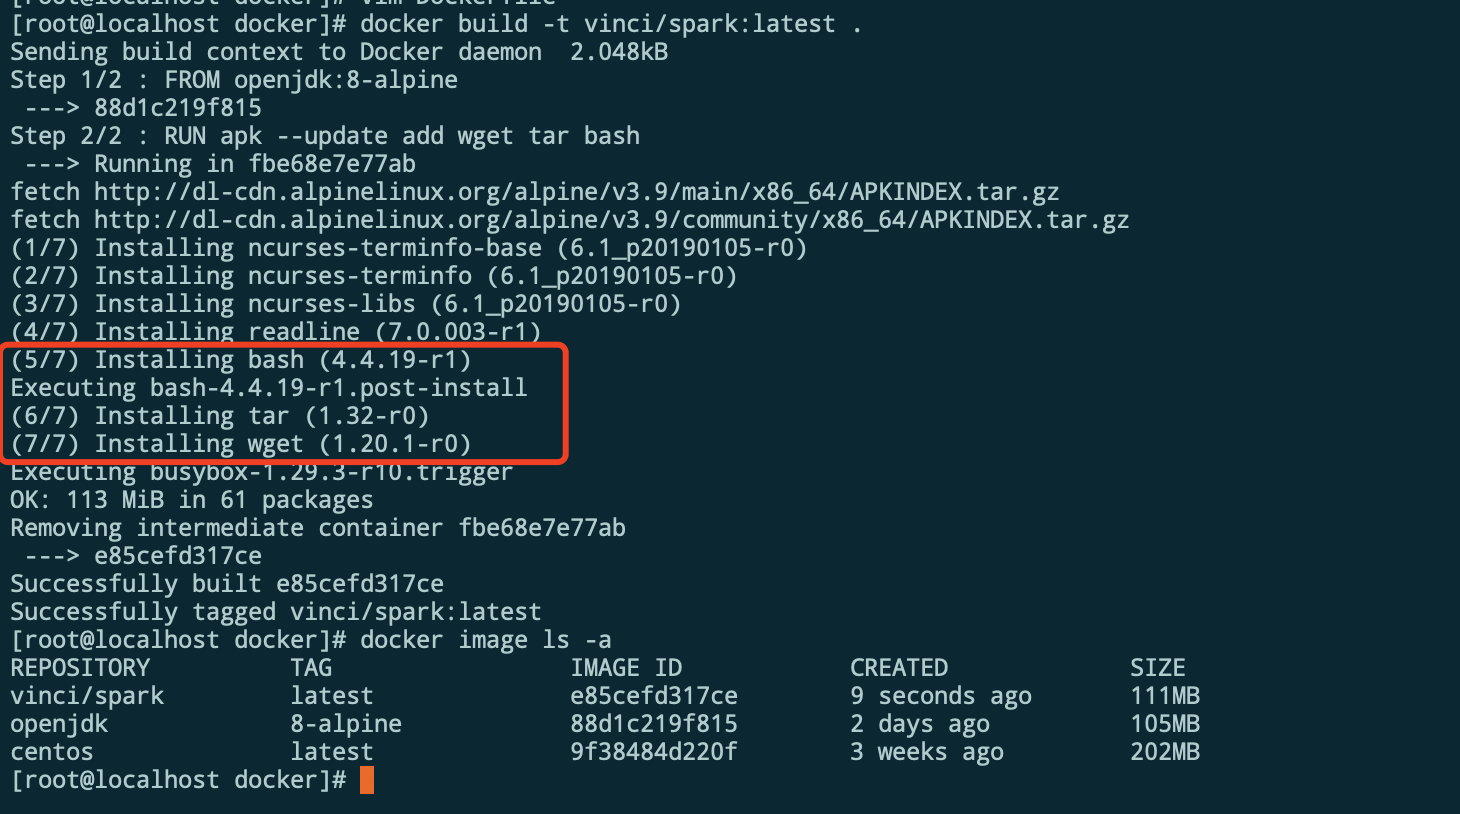 [root@localhost docker]# vim Dockerfile
[root@localhost docker]# docker build -t vinci/spark:latest .
Sending build context to Docker daemon  2.048kB
Step 1/2 : FROM openjdk:8-alpine
 ---> 88d1c219f815
Step 2/2 : RUN apk --update add wget tar bash
 ---> Running in fbe68e7e77ab
fetch http://dl-cdn.alpinelinux.org/alpine/v3.9/main/x86_64/APKINDEX.tar.gz
fetch http://dl-cdn.alpinelinux.org/alpine/v3.9/community/x86_64/APKINDEX.tar.gz
(1/7) Installing ncurses-terminfo-base (6.1_p20190105-r0)
(2/7) Installing ncurses-terminfo (6.1_p20190105-r0)
(3/7) Installing ncurses-libs (6.1_p20190105-r0)
(4/7) Installing readline (7.0.003-r1)
(5/7) Installing bash (4.4.19-r1)
Executing bash-4.4.19-r1.post-install
(6/7) Installing tar (1.32-r0)
(7/7) Installing wget (1.20.1-r0)
Executing busybox-1.29.3-r10.trigger
OK: 113 MiB in 61 packages
Removing intermediate container fbe68e7e77ab
 ---> e85cefd317ce
Successfully built e85cefd317ce
Successfully tagged vinci/spark:latest
[root@localhost docker]# docker image ls -a
REPOSITORY          TAG                 IMAGE ID            CREATED             SIZE
vinci/spark         latest              e85cefd317ce        9 seconds ago       111MB
openjdk             8-alpine            88d1c219f815        2 days ago          105MB
centos              latest              9f38484d220f        3 weeks ago         202MB
[root@localhost docker]#